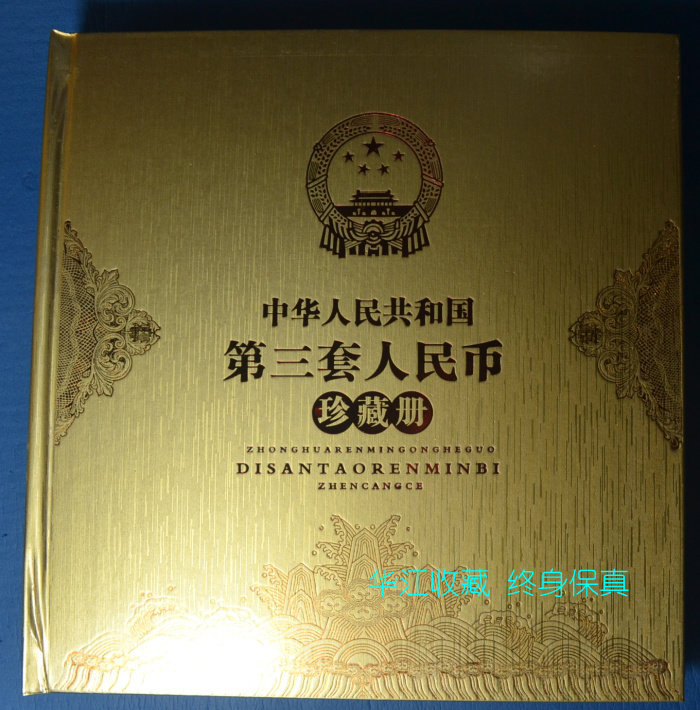 中华人民共和国
第三套人民币
珍藏册
ZHONGHUARENMINGONGHEGUO
DISANTAORENMINBI
ZHENCANGCE
华江收藏 终身保真